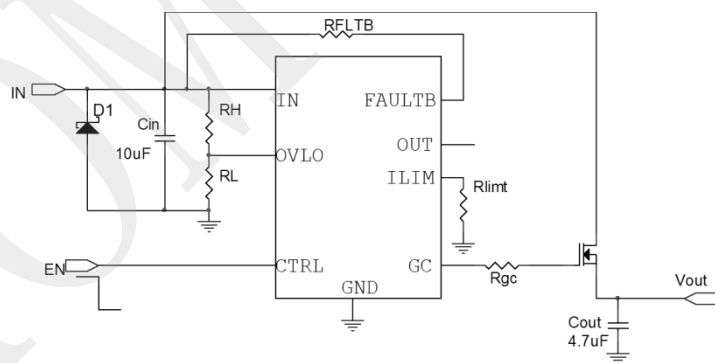 RFLTB
IN
D1
Cin
10uF
RH
RL
IN
FAULTB
OUT
OVLO
ILIM
Rlimt
EN
CTRL
GC
GND
Rgc
Vout
Cout
4.7uF